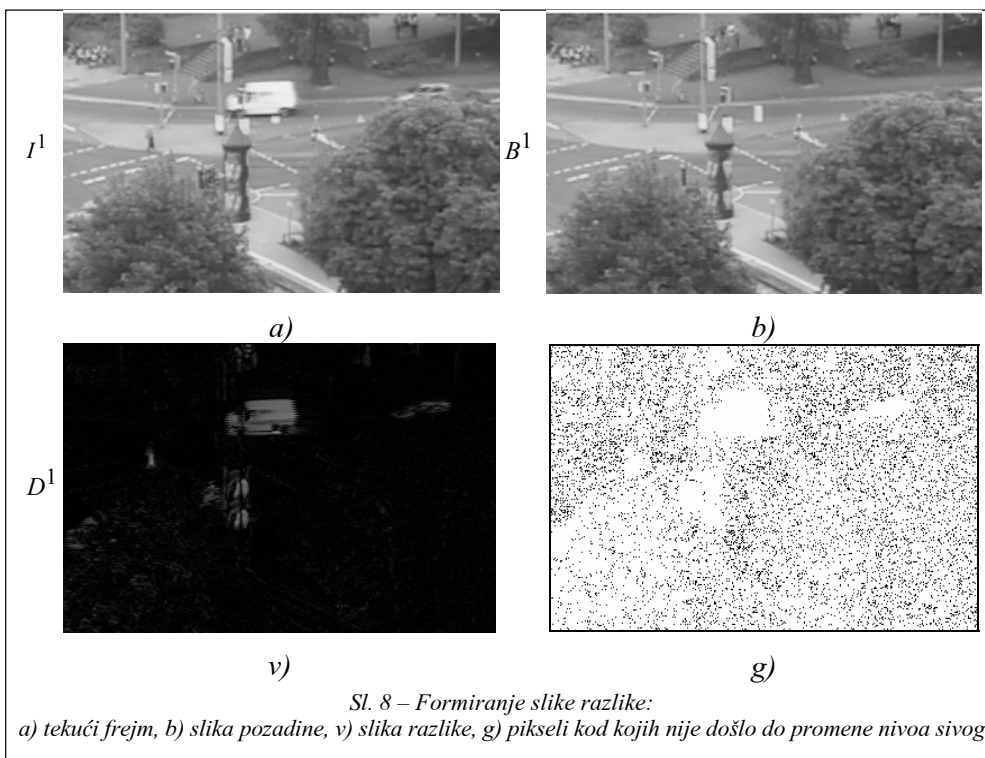 I¹
B¹
a)
b)
D¹
v)
g)
Sl. 8 – Formiranje slike razlike:
a) tekući frejm, b) slika pozadine, v) slika razlike, g) pikseli kod kojih nije došlo do promene nivoa sivog